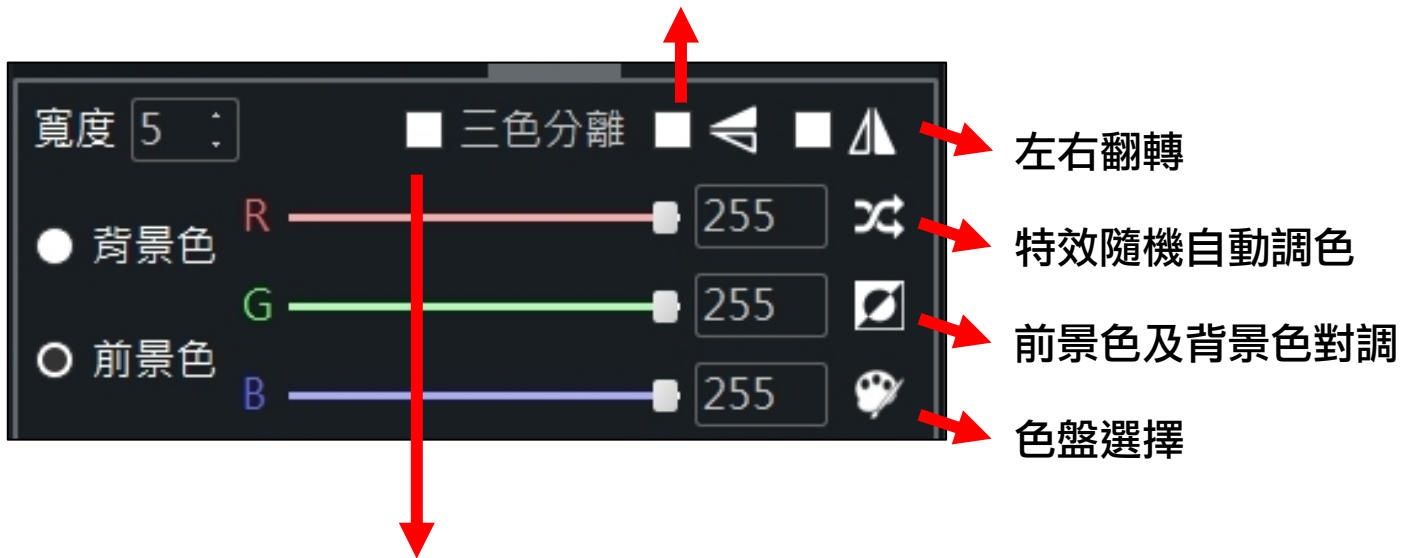 寬度 5 三色分離
左右翻轉
R 255
背景色
特效隨機自動調色
G 255
前景色及背景色對調
前景色
B 255
色盤選擇